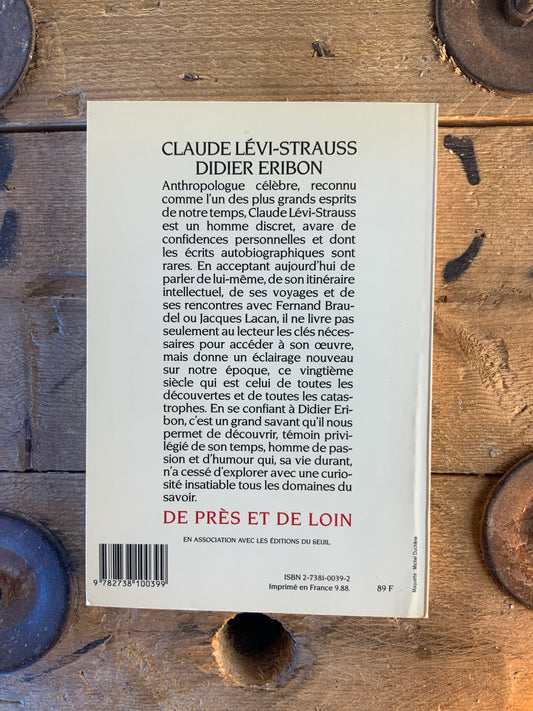 CLAUDE LÉVI-STRAUSS
DIDIER ERIBON
Anthropologue célèbre, reconnu
comme l'un des plus grands esprits
de notre temps, Claude Lévi-Strauss
est un homme discret, avare de
confidences personnelles et dont
les écrits autobiographiques sont
rares. En acceptant aujourd'hui de
parler de lui-même, de son itinéraire
intellectuel, de ses voyages et de
ses rencontres avec Fernand Brau-
del ou Jacques Lacan, il ne livre pas
seulement au lecteur les clés néces-
saires pour accéder à son œuvre,
mais donne un éclairage nouveau
sur notre époque, ce vingtième
siècle qui est celui de toutes les
découvertes et de toutes les catas-
trophes. En se confiant à Didier Eri-
bon, c'est un grand savant qu'il nous
permet de découvrir, témoin privi-
légié de son temps, homme de pas-
sion et d'humour qui, sa vie durant,
n'a cessé d'explorer avec une curio-
sité insatiable tous les domaines du
savoir.
DE PRÈS ET DE LOIN
EN ASSOCIATION AVEC LES ÉDITIONS DU SEUIL
9 782738 100399
ISBN 2-7381-0039-2
Imprimé en France 9.88.
89 F
Maquette : Michel Duchêne